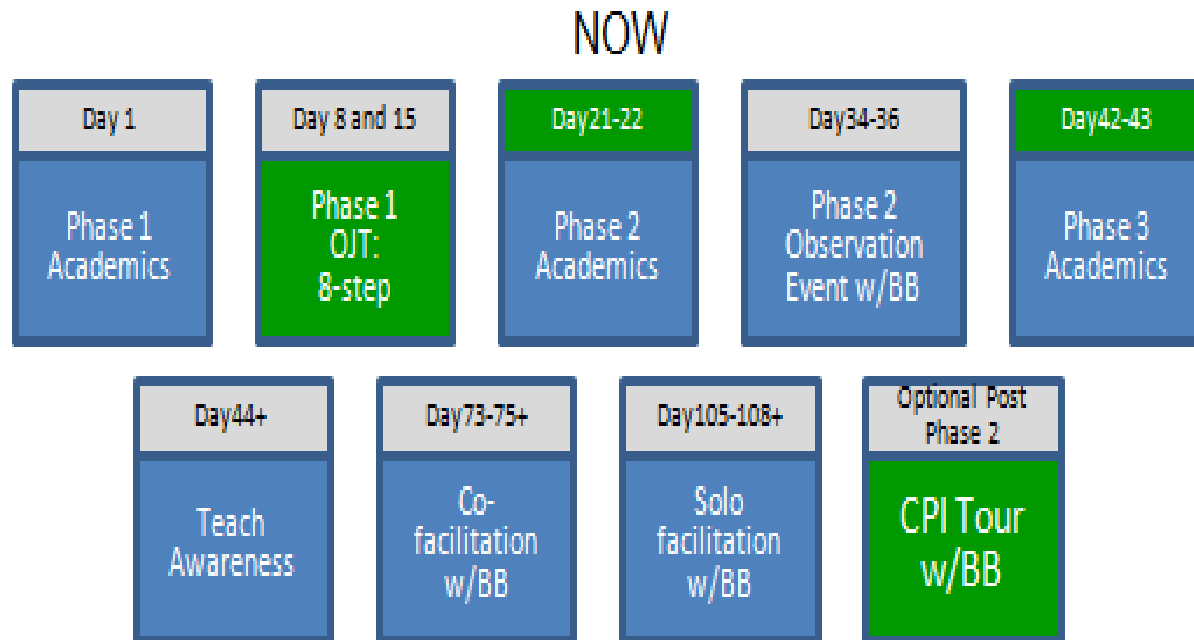 NOW
Day 1
Phase 1
Academics
Day 8 and 15
Phase 1
OJT:
8-step
Day21-22
Phase 2
Academics
Day34-36
Phase 2
Observation
Event w/BB
Day42-43
Phase 3
Academics
Day44+
Teach
Awareness
Day73-75+
Co-
facilitation
w/BB
Day105-108+
Solo
facilitation
w/BB
Optional Post
Phase 2
CPI Tour
w/BB